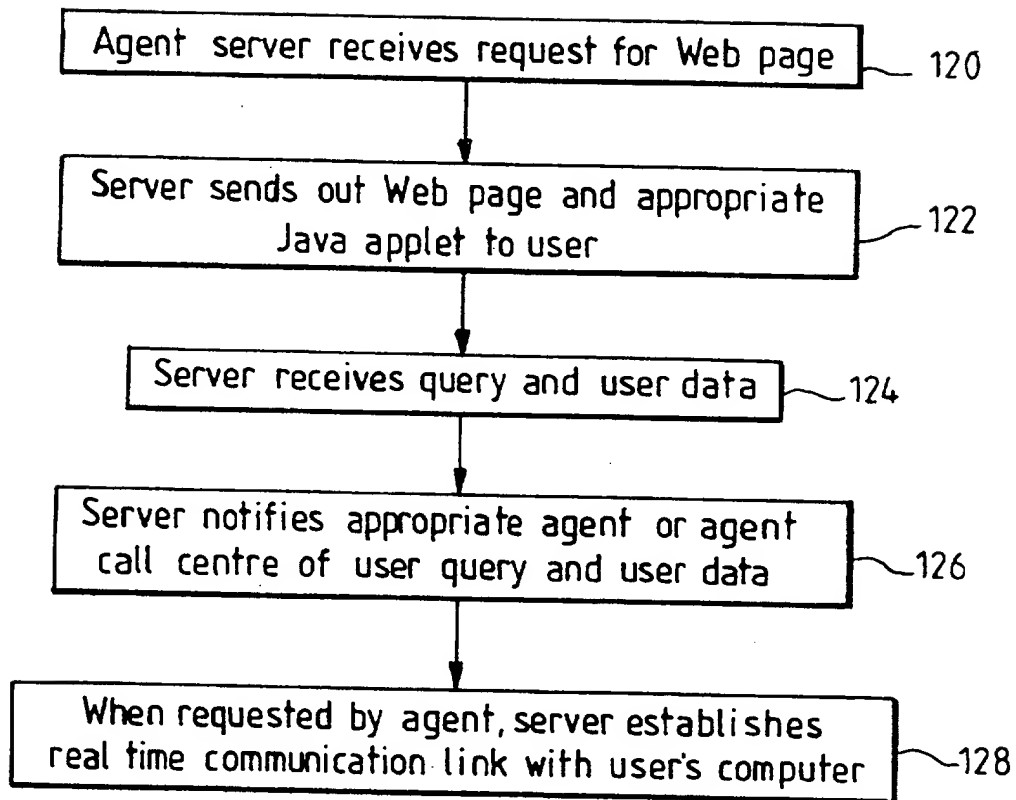 Agent server receives request for Web page
120
Server sends out Web page and appropriate
Java applet to user
122
Server receives query and user data
124
Server notifies appropriate agent or agent
call centre of user query and user data
126
When requested by agent, server establishes
real time communication link with user's computer
128